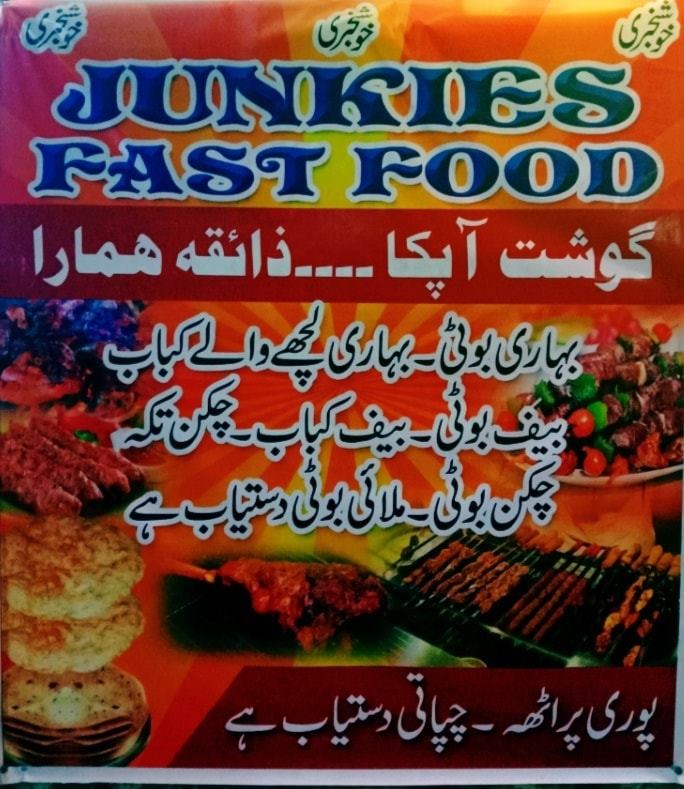 خوشخبری خوشخبری خوشخبری
JUNKIES
FAST FOOD
گوشت آپکا ....ذائقہ ھمارا
بہاری بوٹی۔ بہاری لچھے والے کباب
بیف بوٹی۔ بیف کباب۔ چکن تکہ
چکن بوٹی۔ ملائی بوٹی دستیاب ہے
پوری پراٹھہ ۔ چپاتی دستیاب ہے